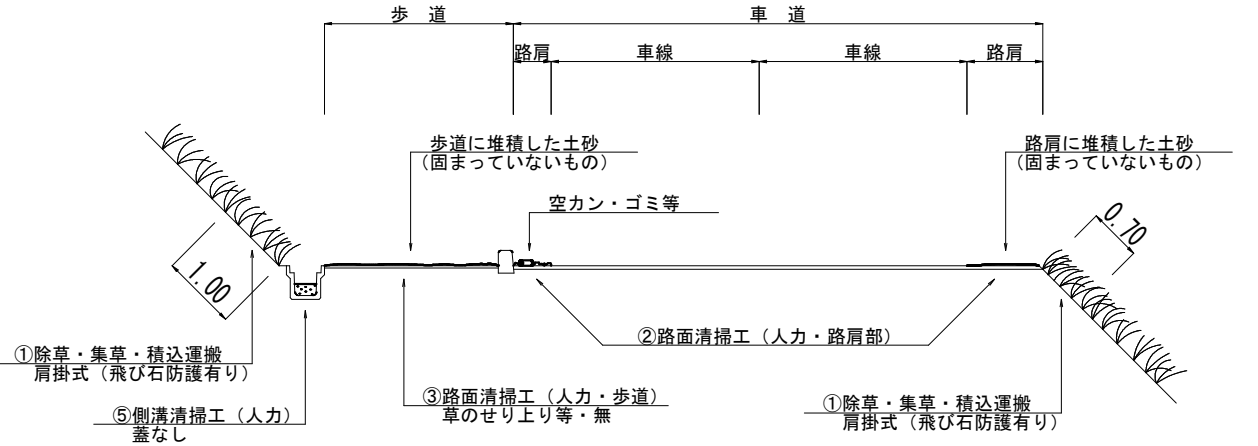 歩 道
車 道
路肩
車線
車線
路肩
歩道に堆積した土砂
(固まっていないもの)
路肩に堆積した土砂
(固まっていないもの)
空カン・ゴミ等
0.70
1.00
②路面清掃工(人力・路肩部)
①除草・集草・積込運搬
肩掛式(飛び石防護有り)
③路面清掃工(人力・歩道)
草のせり上り等・無
①除草・集草・積込運搬
肩掛式(飛び石防護有り)
⑤側溝清掃工(人力)
蓋なし